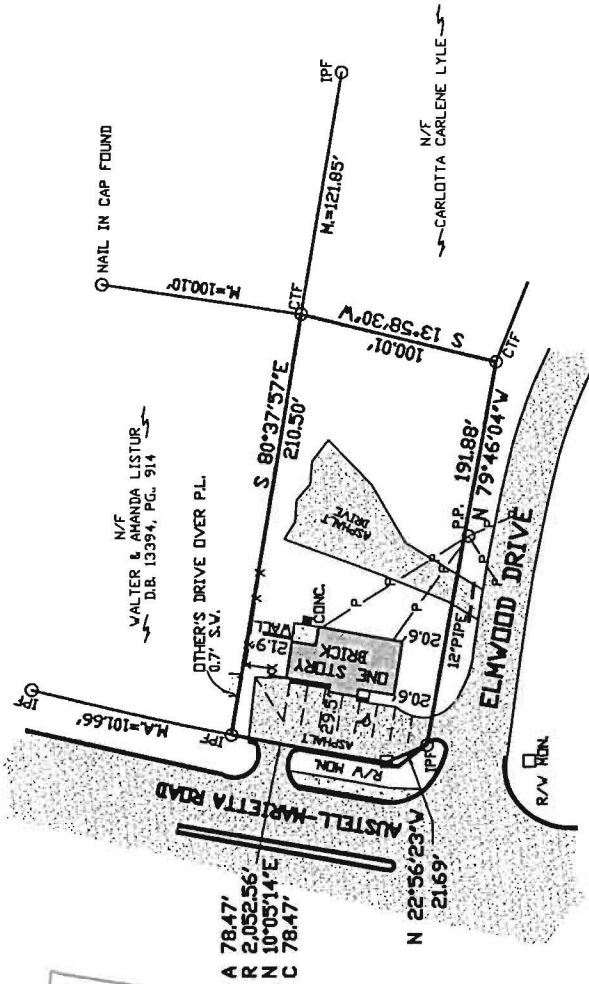 NAIL IN CAP FOUND
IPF
M.=121.85'
M.=100.10'
CTF
N/F
CARLOTTA CARLENE LYLE
S 13°58'30"W
100.01'
CTF
N/F
WALTER & AMANDA LISTUR
D.B. 13394, PG. 914
S 80°37'57"E
210.50'
OTHER'S DRIVE OVER P.L.
0.7' S.W.
IPF
M.A.=101.66'
IPF
X
X
WALL
CONC.
21.9'
ONE STORY
BRICK
20.6'
20.6'
29.5'
ASPHALT
ASPHALT
DRIVE
P
P
P
P
P
P
P.P.
191.88'
N 79°46'04"W
12"PIPE
ELMWOOD DRIVE
IPF
R/W MON.
R/W MON.
AUSTELL-MARIETTA ROAD
A 78.47'
R 2,052.56'
N 10°05'14"E
C 78.47'
N 22°56'23"W
21.69'